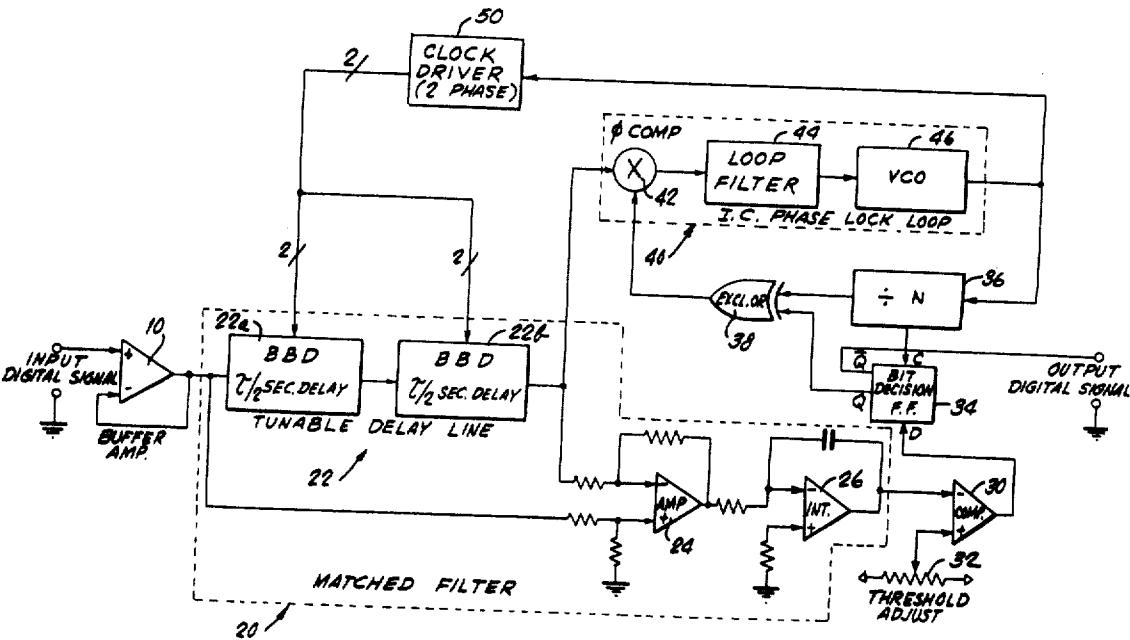 50
CLOCK
DRIVER
(2 PHASE)
2
φ COMP
44
46
X
42
LOOP
FILTER
VCO
I.C. PHASE LOCK LOOP
40
2
2
36
÷ N
EXCL.OR
38
10
22a
22b
INPUT
DIGITAL SIGNAL
+
-
BBD
τ/2 SEC. DELAY
BBD
τ/2 SEC. DELAY
TUNABLE DELAY LINE
BUFFER
AMP.
22
Q̅
C
BIT
DECISION
F.F.
Q
D
34
OUTPUT
DIGITAL SIGNAL
-
AMP
+
24
-
26
INT.
+
-
30
COMP.
+
32
THRESHOLD
ADJUST
MATCHED FILTER
20